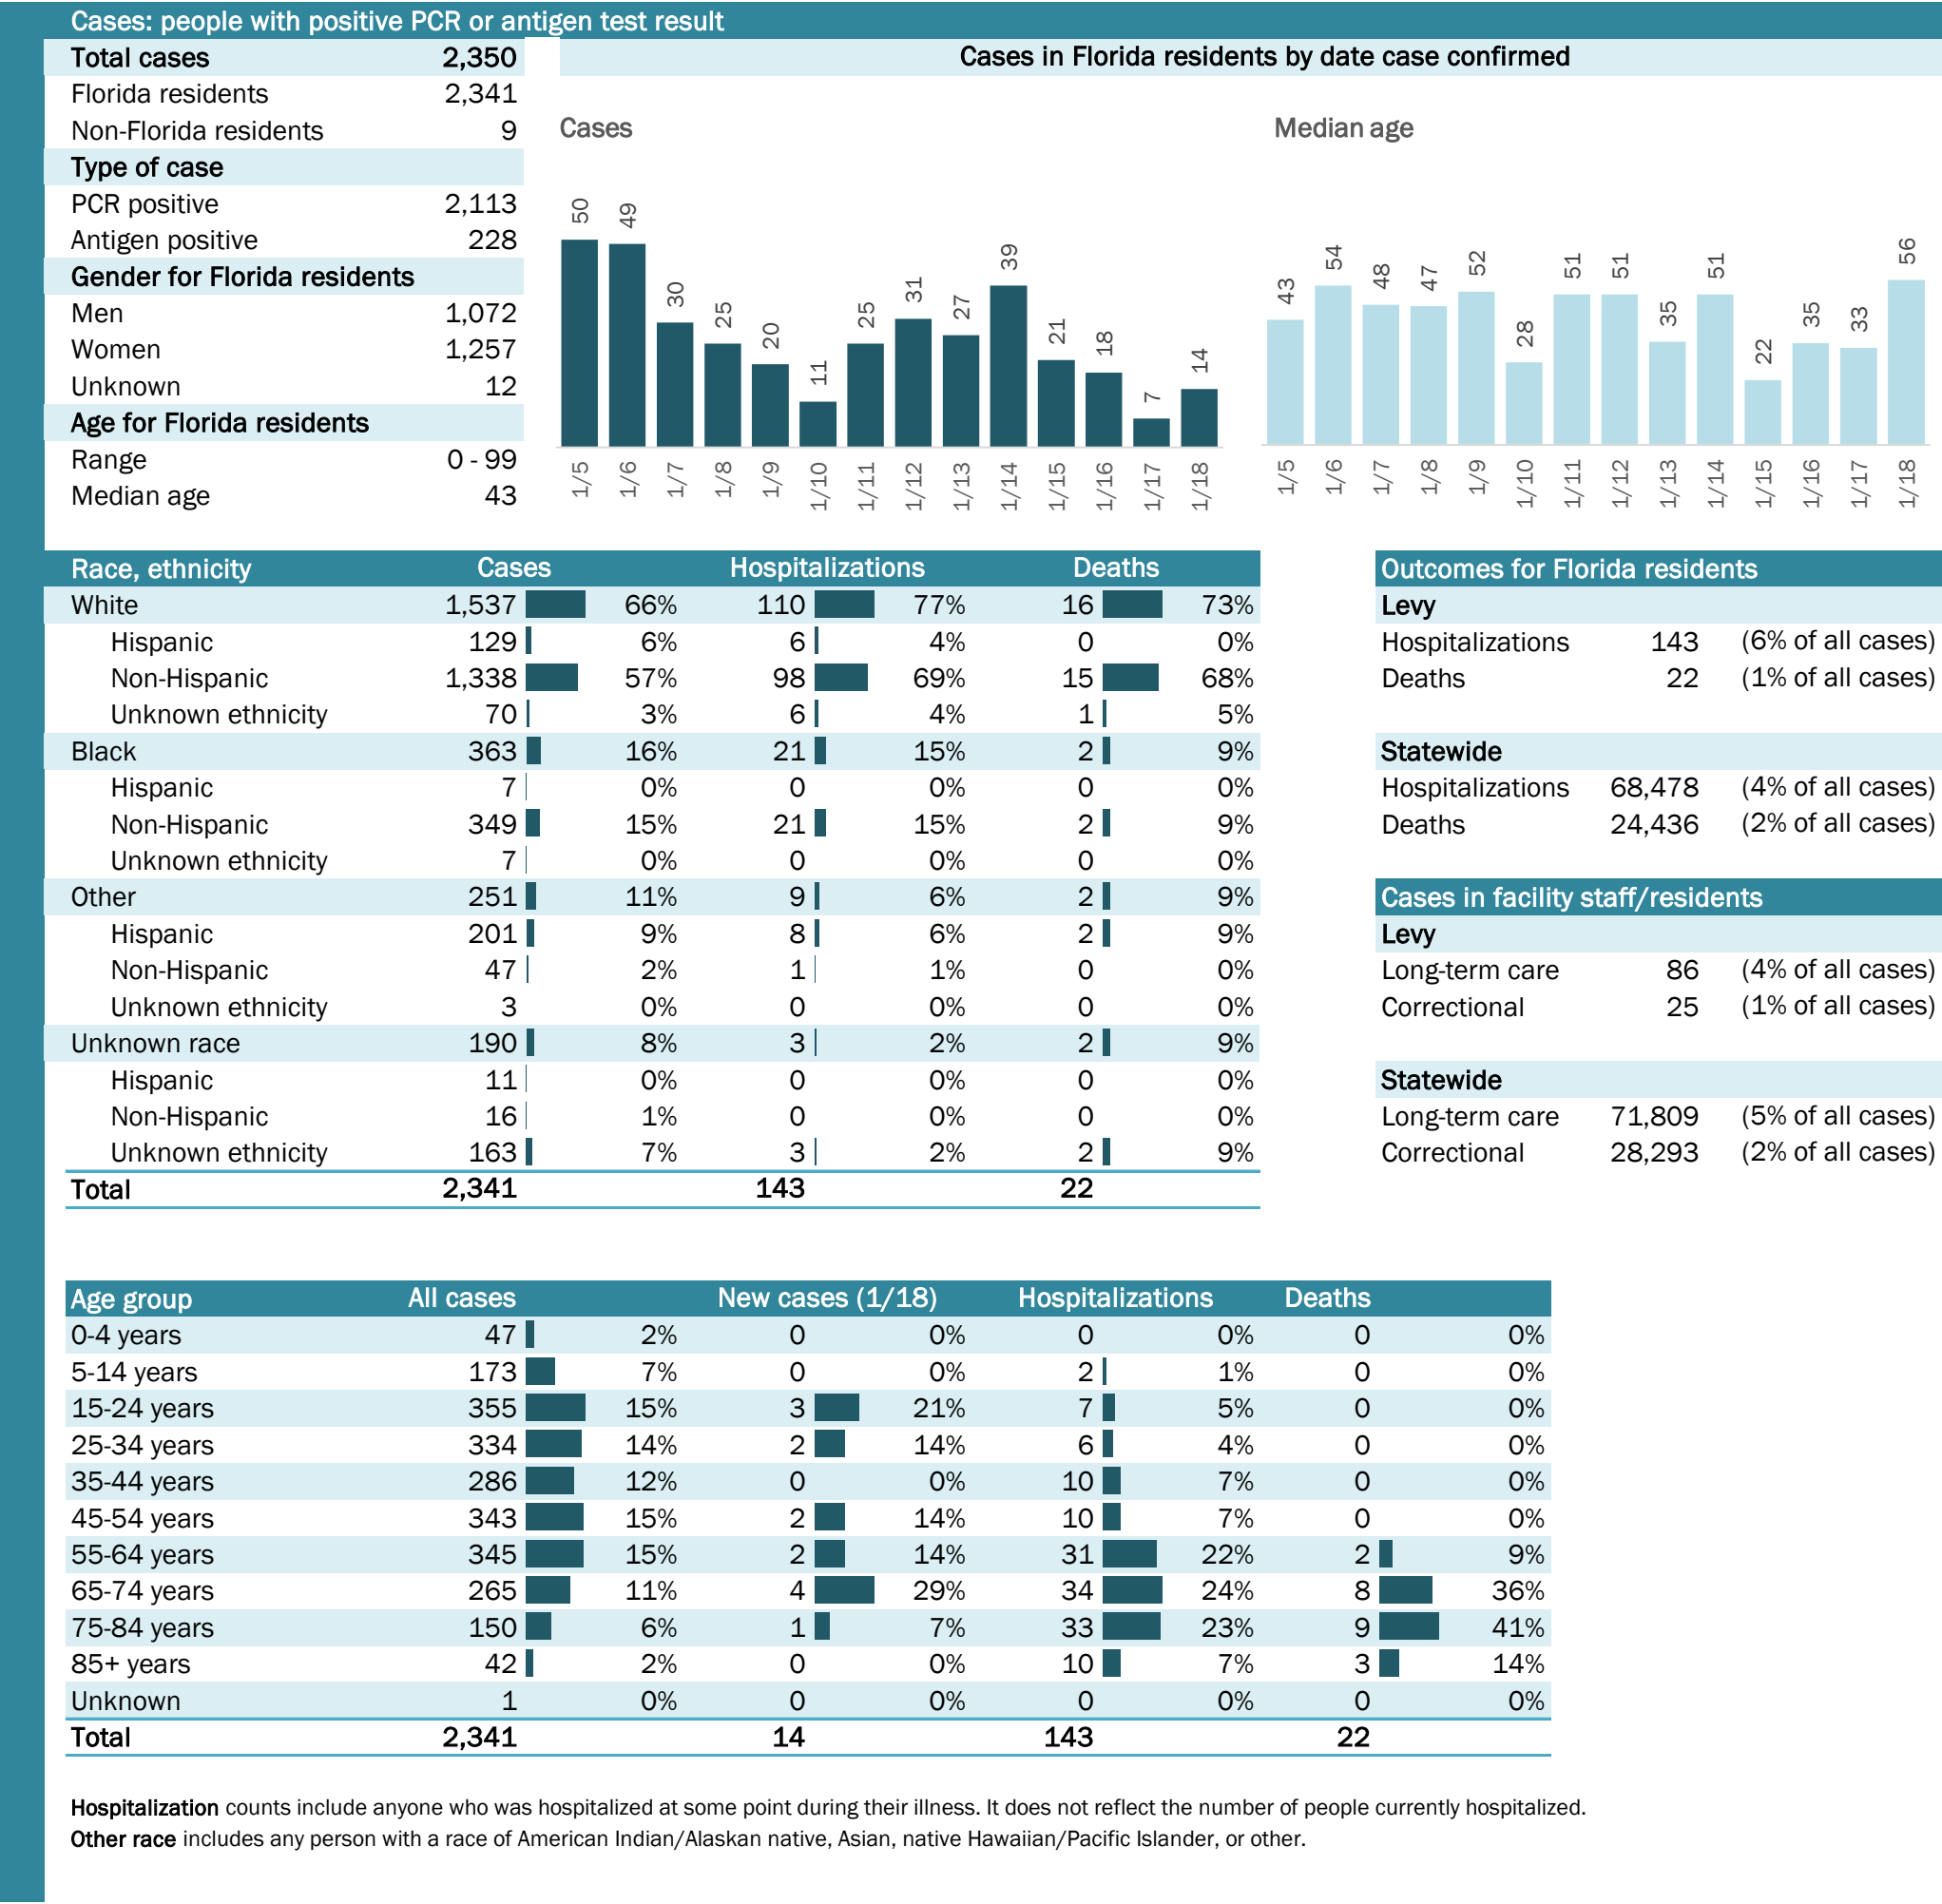 Cases: people with positive PCR or antigen test result
Total cases 2,350
Florida residents 2,341
Non-Florida residents 9
Type of case
PCR positive 2,113
Antigen positive 228
Gender for Florida residents
Men 1,072
Women 1,257
Unknown 12
Age for Florida residents
Range 0 - 99
Median age 43
Cases in Florida residents by date case confirmed
Cases
50 49 30 25 20 11 25 31 27 39 21 18 7 14
1/5 1/6 1/7 1/8 1/9 1/10 1/11 1/12 1/13 1/14 1/15 1/16 1/17 1/18
Median age
43 54 48 47 52 28 51 51 35 51 22 35 33 56
1/5 1/6 1/7 1/8 1/9 1/10 1/11 1/12 1/13 1/14 1/15 1/16 1/17 1/18
Race, ethnicity Cases Hospitalizations Deaths
White 1,537 66% 110 77% 16 73%
Hispanic 129 6% 6 4% 0 0%
Non-Hispanic 1,338 57% 98 69% 15 68%
Unknown ethnicity 70 3% 6 4% 1 5%
Black 363 16% 21 15% 2 9%
Hispanic 7 0% 0 0% 0 0%
Non-Hispanic 349 15% 21 15% 2 9%
Unknown ethnicity 7 0% 0 0% 0 0%
Other 251 11% 9 6% 2 9%
Hispanic 201 9% 8 6% 2 9%
Non-Hispanic 47 2% 1 1% 0 0%
Unknown ethnicity 3 0% 0 0% 0 0%
Unknown race 190 8% 3 2% 2 9%
Hispanic 11 0% 0 0% 0 0%
Non-Hispanic 16 1% 0 0% 0 0%
Unknown ethnicity 163 7% 3 2% 2 9%
Total 2,341 143 22
Outcomes for Florida residents
Levy
Hospitalizations 143 (6% of all cases)
Deaths 22 (1% of all cases)
Statewide
Hospitalizations 68,478 (4% of all cases)
Deaths 24,436 (2% of all cases)
Cases in facility staff/residents
Levy
Long-term care 86 (4% of all cases)
Correctional 25 (1% of all cases)
Statewide
Long-term care 71,809 (5% of all cases)
Correctional 28,293 (2% of all cases)
Age group All cases New cases (1/18) Hospitalizations Deaths
0-4 years 47 2% 0 0% 0 0% 0 0%
5-14 years 173 7% 0 0% 2 1% 0 0%
15-24 years 355 15% 3 21% 7 5% 0 0%
25-34 years 334 14% 2 14% 6 4% 0 0%
35-44 years 286 12% 0 0% 10 7% 0 0%
45-54 years 343 15% 2 14% 10 7% 0 0%
55-64 years 345 15% 2 14% 31 22% 2 9%
65-74 years 265 11% 4 29% 34 24% 8 36%
75-84 years 150 6% 1 7% 33 23% 9 41%
85+ years 42 2% 0 0% 10 7% 3 14%
Unknown 1 0% 0 0% 0 0% 0 0%
Total 2,341 14 143 22
Hospitalization counts include anyone who was hospitalized at some point during their illness. It does not reflect the number of people currently hospitalized.
Other race includes any person with a race of American Indian/Alaskan native, Asian, native Hawaiian/Pacific Islander, or other.